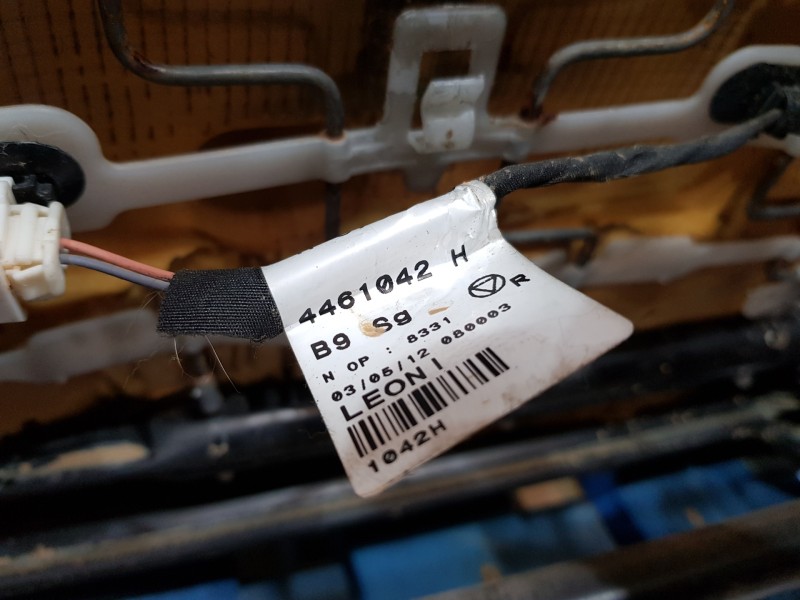 4461042 H
B9 Sg - R
N OP : 8331
03/05/12 080003
LEONI
1042H